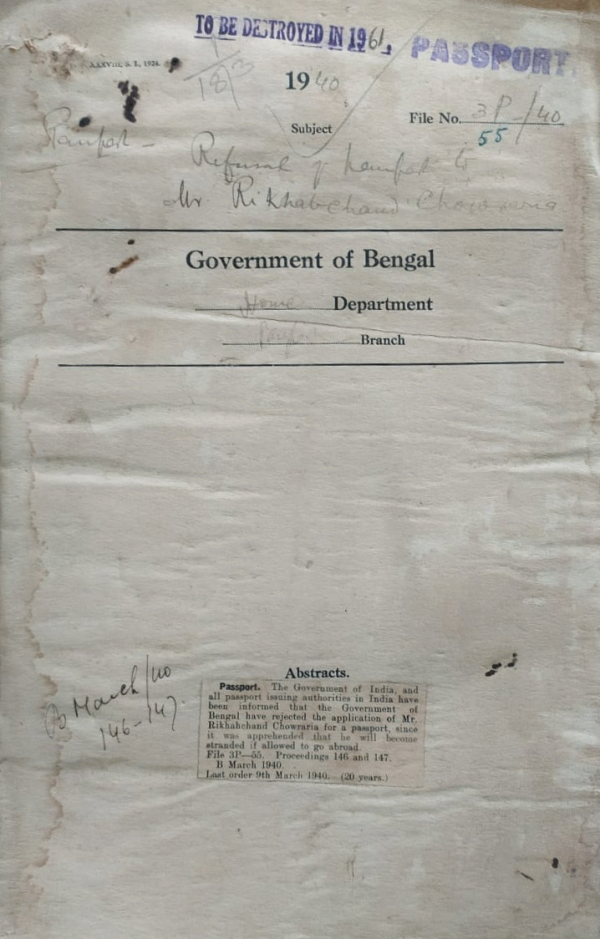 TO BE DESTROYED IN 1961.
PASSPORT.
1940
File No. 3P/40
55
Subject
Passport —
Refusal of passport to
Mr Rikhabchand Chowraria
Government of Bengal
Home Department
Passport Branch
B March/40
146-147.
Abstracts.
Passport. The Government of India, and
all passport issuing authorities in India have
been informed that the Government of
Bengal have rejected the application of Mr.
Rikhabchand Chowraria for a passport, since
it was apprehended that he will become
stranded if allowed to go abroad.
File 3P—55. Proceedings 146 and 147.
B March 1940.
Last order 9th March 1940. (20 years.)